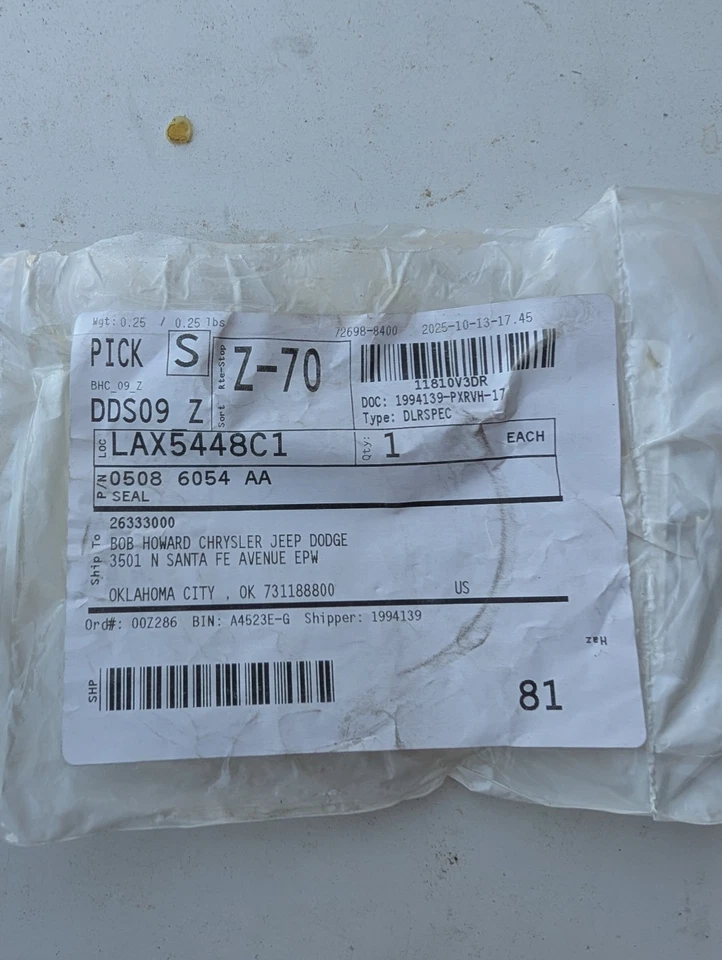 Wgt: 0.25 / 0.25 lbs
72698-8400 2025-10-13-17.45
PICK S
Rte-Stop
Z-70
11810V3DR
BHC_09_Z
DOC: 1994139-PXRVH-17
DDS09 Z
Sort
Type: DLRSPEC
LOC LAX5448C1 Qty: 1 EACH
P/N 0508 6054 AA
SEAL
26333000
Ship To
BOB HOWARD CHRYSLER JEEP DODGE
3501 N SANTA FE AVENUE EPW
OKLAHOMA CITY , OK 731188800 US
Ord#: 00Z286 BIN: A4523E-G Shipper: 1994139
Haz
SHP
81